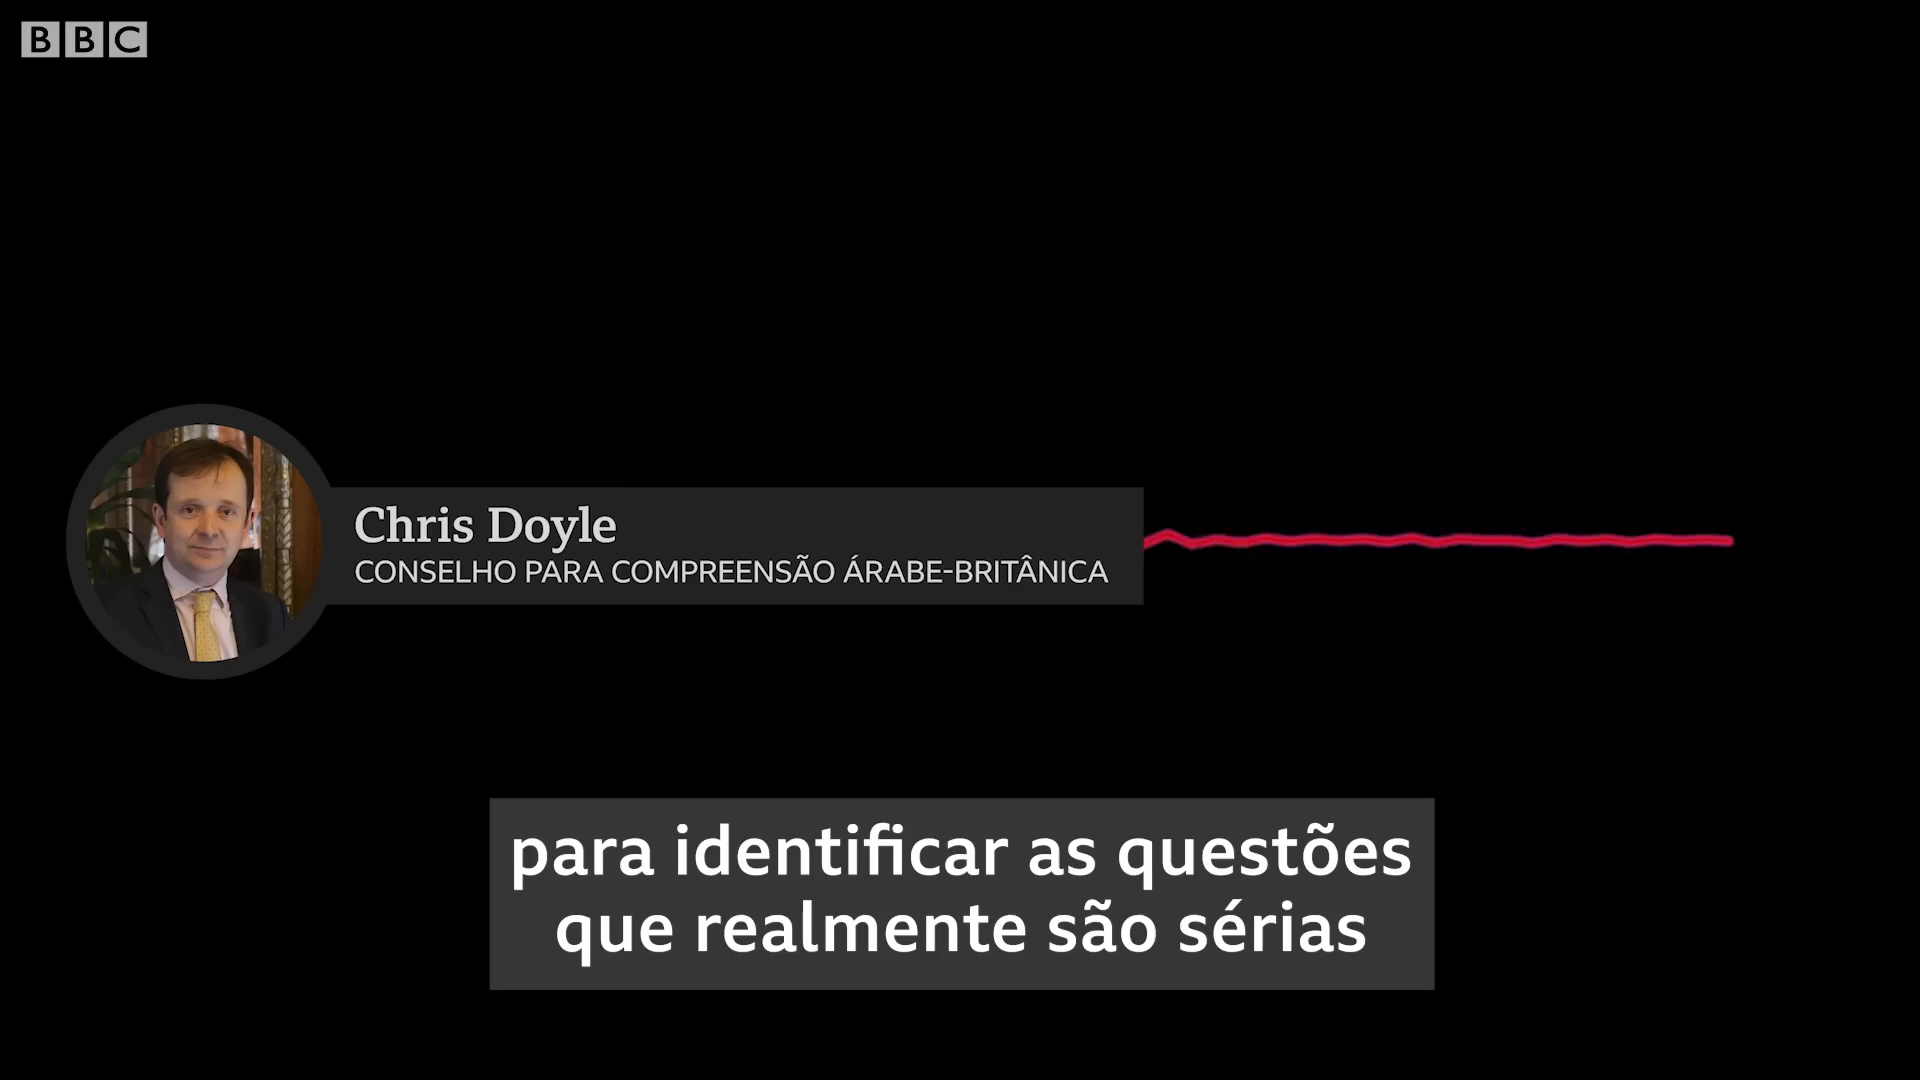 BBC
Chris Doyle
CONSELHO PARA COMPREENSÃO ÁRABE-BRITÂNICA
para identificar as questões
que realmente são sérias